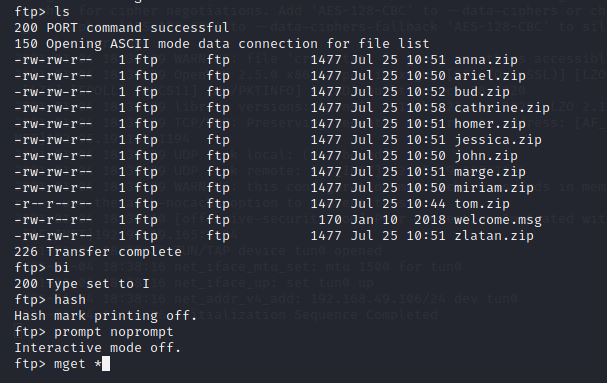 ftp> ls
200 PORT command successful
150 Opening ASCII mode data connection for file list
-rw-rw-r--   1 ftp      ftp          1477 Jul 25 10:51 anna.zip
-rw-rw-r--   1 ftp      ftp          1477 Jul 25 10:50 ariel.zip
-rw-rw-r--   1 ftp      ftp          1477 Jul 25 10:52 bud.zip
-rw-rw-r--   1 ftp      ftp          1477 Jul 25 10:58 cathrine.zip
-rw-rw-r--   1 ftp      ftp          1477 Jul 25 10:51 homer.zip
-rw-rw-r--   1 ftp      ftp          1477 Jul 25 10:51 jessica.zip
-rw-rw-r--   1 ftp      ftp          1477 Jul 25 10:50 john.zip
-rw-rw-r--   1 ftp      ftp          1477 Jul 25 10:51 marge.zip
-rw-rw-r--   1 ftp      ftp          1477 Jul 25 10:50 miriam.zip
-r--r--r--   1 ftp      ftp          1477 Jul 25 10:44 tom.zip
-rw-rw-r--   1 ftp      ftp           170 Jan 10  2018 welcome.msg
-rw-rw-r--   1 ftp      ftp          1477 Jul 25 10:51 zlatan.zip
226 Transfer complete
ftp> bi
200 Type set to I
ftp> hash
Hash mark printing off.
ftp> prompt noprompt
Interactive mode off.
ftp> mget *